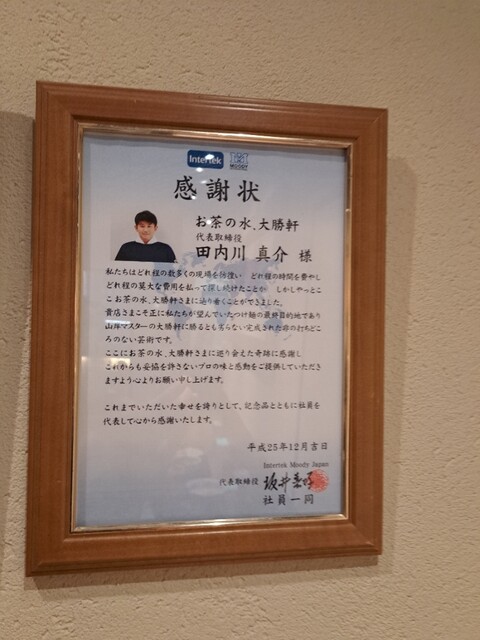 Intertek MOODY
感謝状
お茶の水、大勝軒
代表取締役
田内川 真介 様
私たちはどれ程の数多くの現場を彷徨い どれ程の時間を費やし
どれ程の莫大な費用を払って探し続けたことか しかしやっとこ
こお茶の水、大勝軒さまに辿り着くことができました。
貴店さまこそ正に私たちが望んでいたつけ麺の最終目的地であり
山岸マスターの大勝軒に勝るとも劣らない完成された非の打ちどこ
ろのない芸術です。
ここにお茶の水、大勝軒さまに巡り会えた奇跡に感謝し
これからも妥協を許さないプロの味と感動をご提供していただき
ますよう心よりお願い申し上げます。
これまでいただいた幸せを誇りとして、記念品とともに社員を
代表して心から感謝いたします。
平成25年12月吉日
Intertek Moody Japan
代表取締役 坂井
社員一同